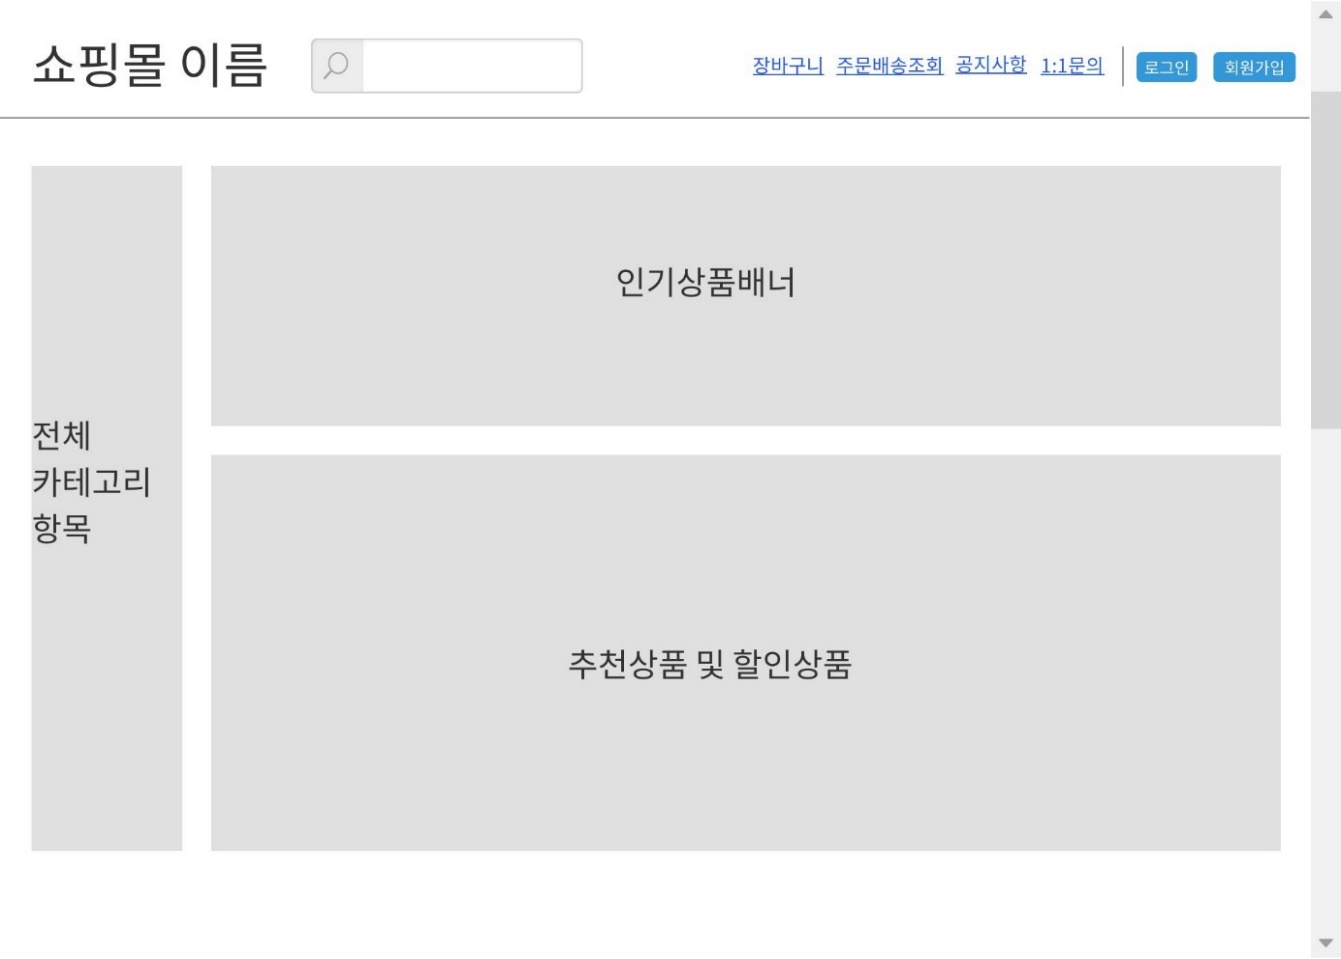 쇼핑몰 이름
장바구니 주문배송조회 공지사항 1:1문의 로그인 회원가입
인기상품배너
전체
카테고리
항목
추천상품 및 할인상품